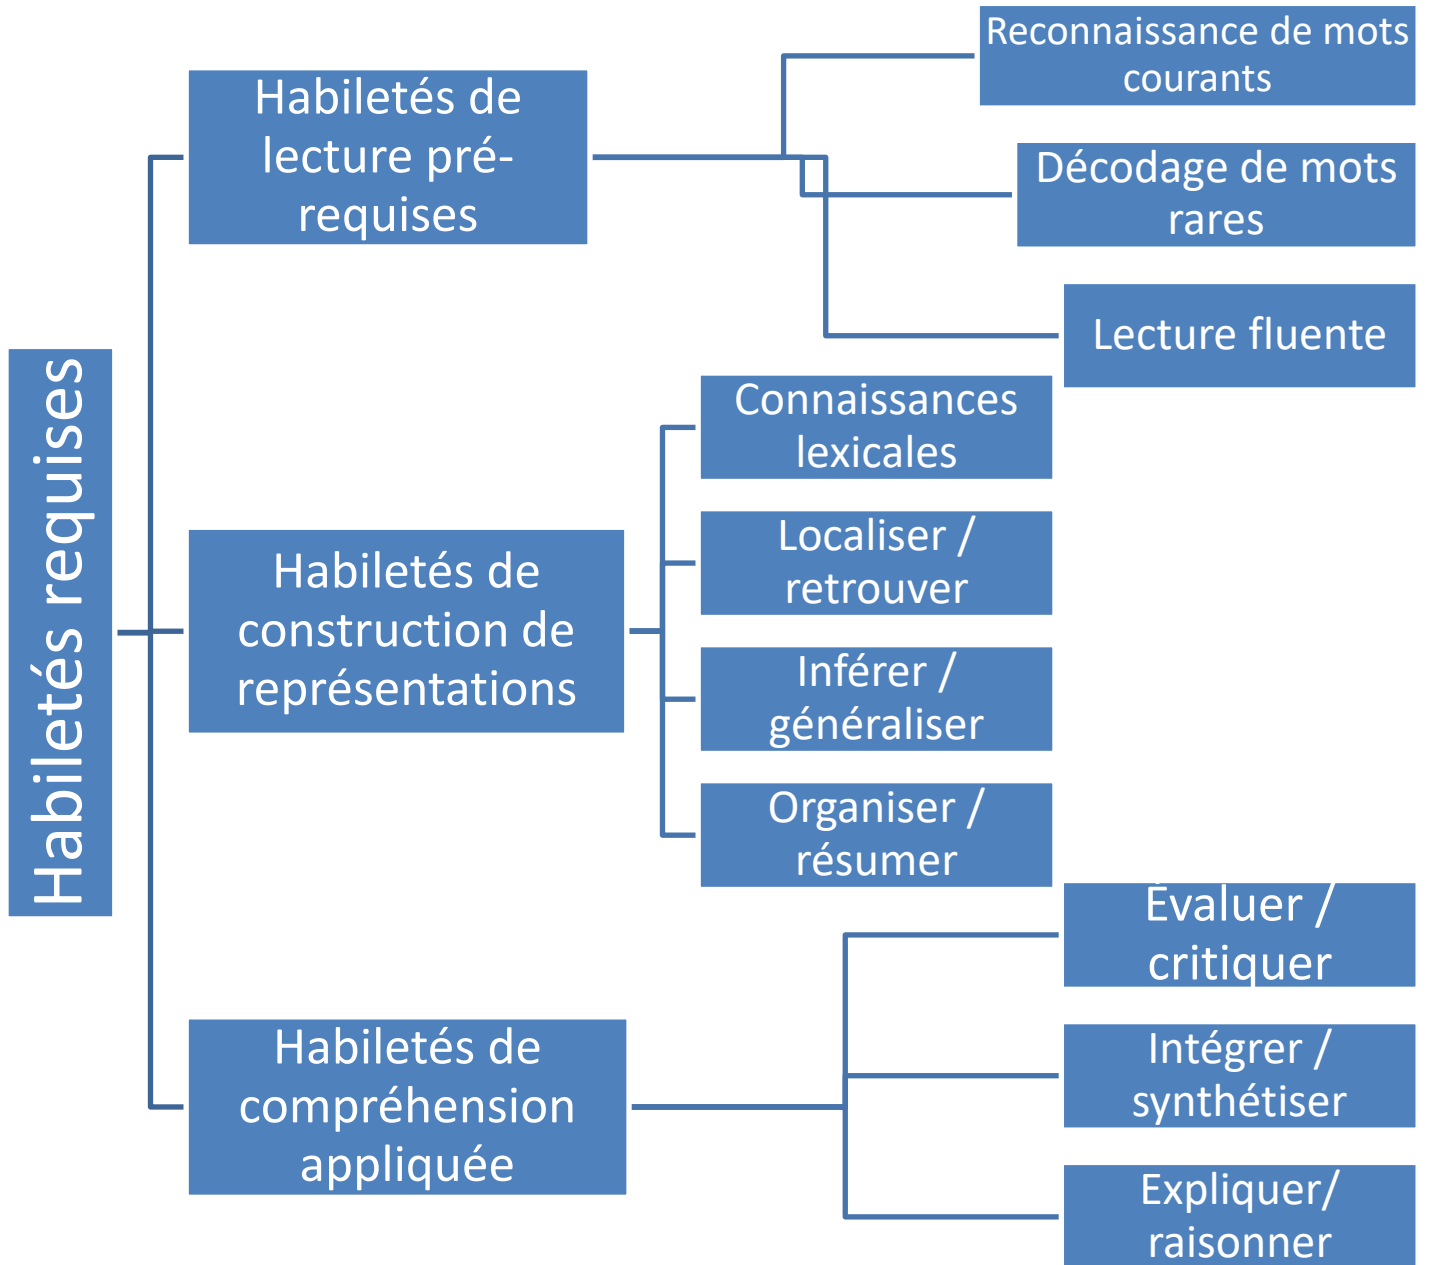 Habiletés requises
Habiletés de
lecture pré-
requises
Reconnaissance de mots
courants
Décodage de mots
rares
Lecture fluente
Habiletés de
construction de
représentations
Connaissances
lexicales
Localiser /
retrouver
Inférer /
généraliser
Organiser /
résumer
Habiletés de
compréhension
appliquée
Évaluer /
critiquer
Intégrer /
synthétiser
Expliquer/
raisonner